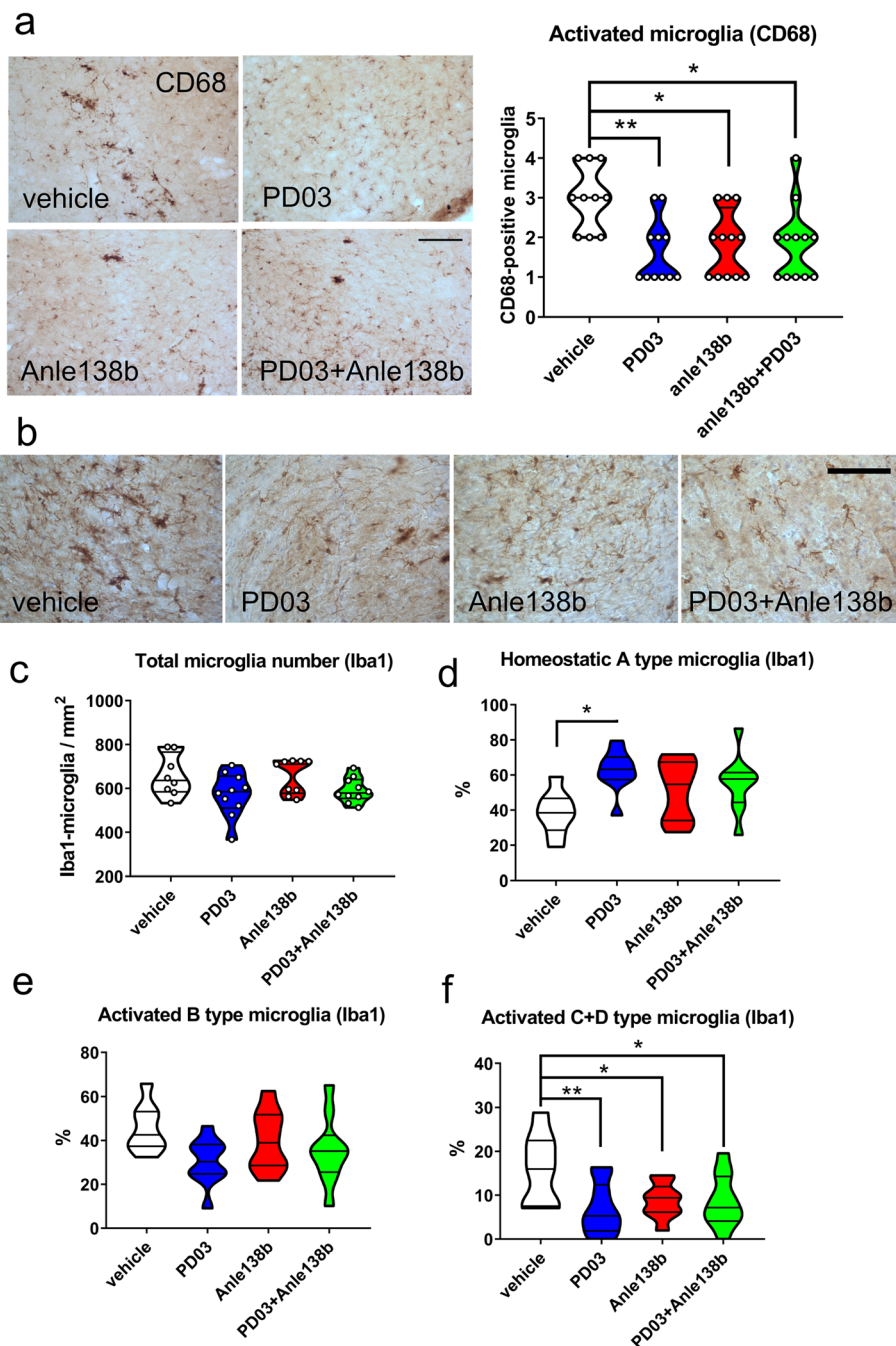 a
CD68
vehicle
PD03
Anle138b
PD03+Anle138b
Activated microglia (CD68)
*
*
**
CD68-positive microglia
5
4
3
2
1
0
vehicle
PD03
anle138b
anle138b+PD03
b
vehicle
PD03
Anle138b
PD03+Anle138b
c
Total microglia number (Iba1)
Iba1-microglia / mm²
1000
800
600
400
200
vehicle
PD03
Anle138b
PD03+Anle138b
d
Homeostatic A type microglia (Iba1)
*
%
100
80
60
40
20
0
vehicle
PD03
Anle138b
PD03+Anle138b
e
Activated B type microglia (Iba1)
%
80
60
40
20
0
vehicle
PD03
Anle138b
PD03+Anle138b
f
Activated C+D type microglia (Iba1)
*
*
**
%
40
30
20
10
0
vehicle
PD03
Anle138b
PD03+Anle138b